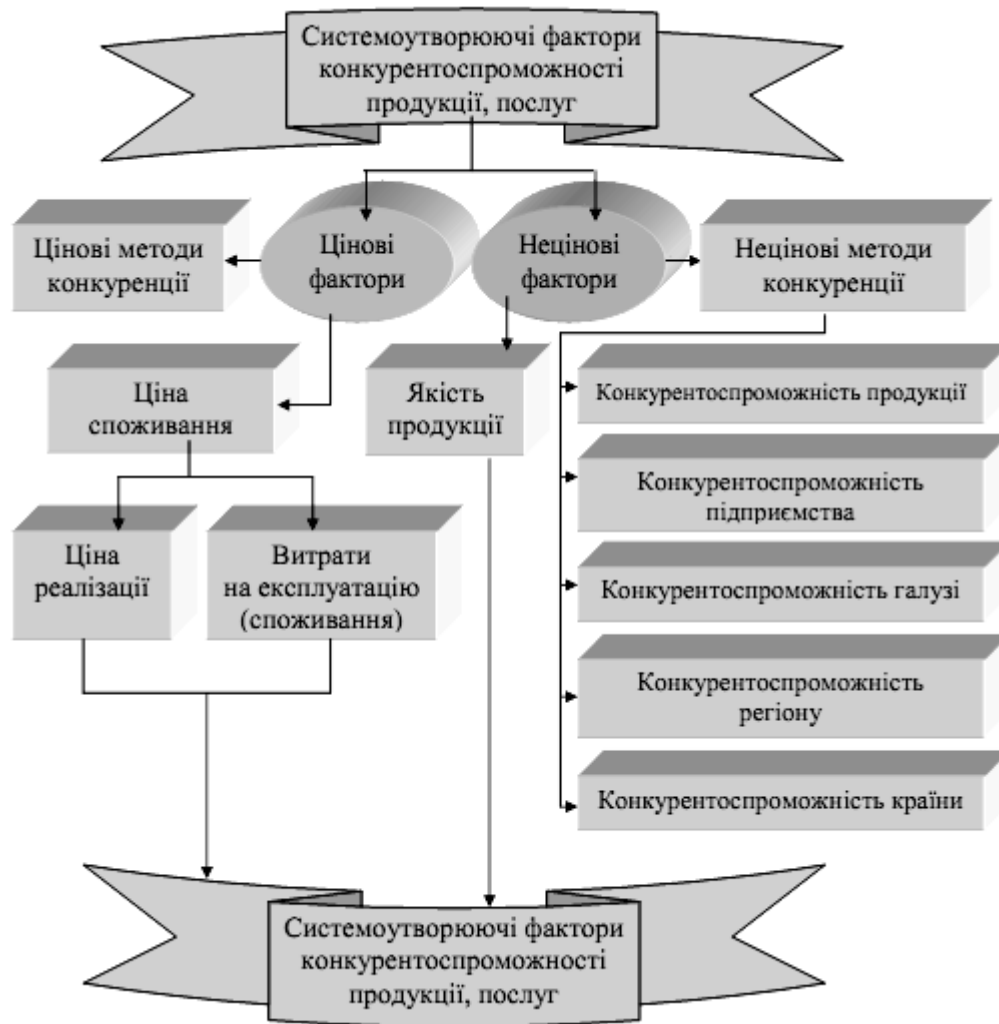 Системоутворюючі фактори
конкурентоспроможності
продукції, послуг
Цінові методи
конкуренції
Цінові
фактори
Нецінові
фактори
Нецінові методи
конкуренції
Ціна
споживання
Якість
продукції
Конкурентоспроможність продукції
Конкурентоспроможність
підприємства
Ціна
реалізації
Витрати
на експлуатацію
(споживання)
Конкурентоспроможність галузі
Конкурентоспроможність
регіону
Конкурентоспроможність країни
Системоутворюючі фактори
конкурентоспроможності
продукції, послуг